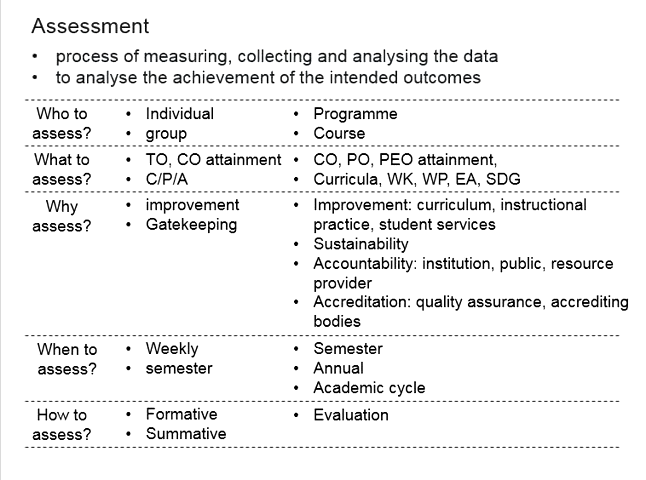 Assessment
• process of measuring, collecting and analysing the data
• to analyse the achievement of the intended outcomes
Who to assess?
• Individual
• group
• Programme
• Course
What to assess?
• TO, CO attainment
• C/P/A
• CO, PO, PEO attainment,
• Curricula, WK, WP, EA, SDG
Why assess?
• improvement
• Gatekeeping
• Improvement: curriculum, instructional
practice, student services
• Sustainability
• Accountability: institution, public, resource
provider
• Accreditation: quality assurance, accrediting
bodies
When to
assess?
• Weekly
• semester
• Semester
• Annual
• Academic cycle
How to
assess?
• Formative
• Summative
• Evaluation